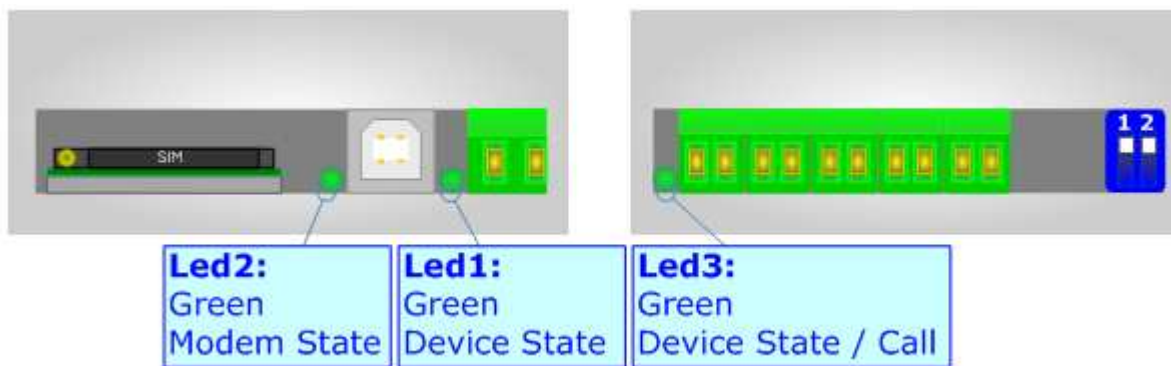 SIM
1 2
Led2:
Green
Modem State
Led1:
Green
Device State
Led3:
Green
Device State / Call